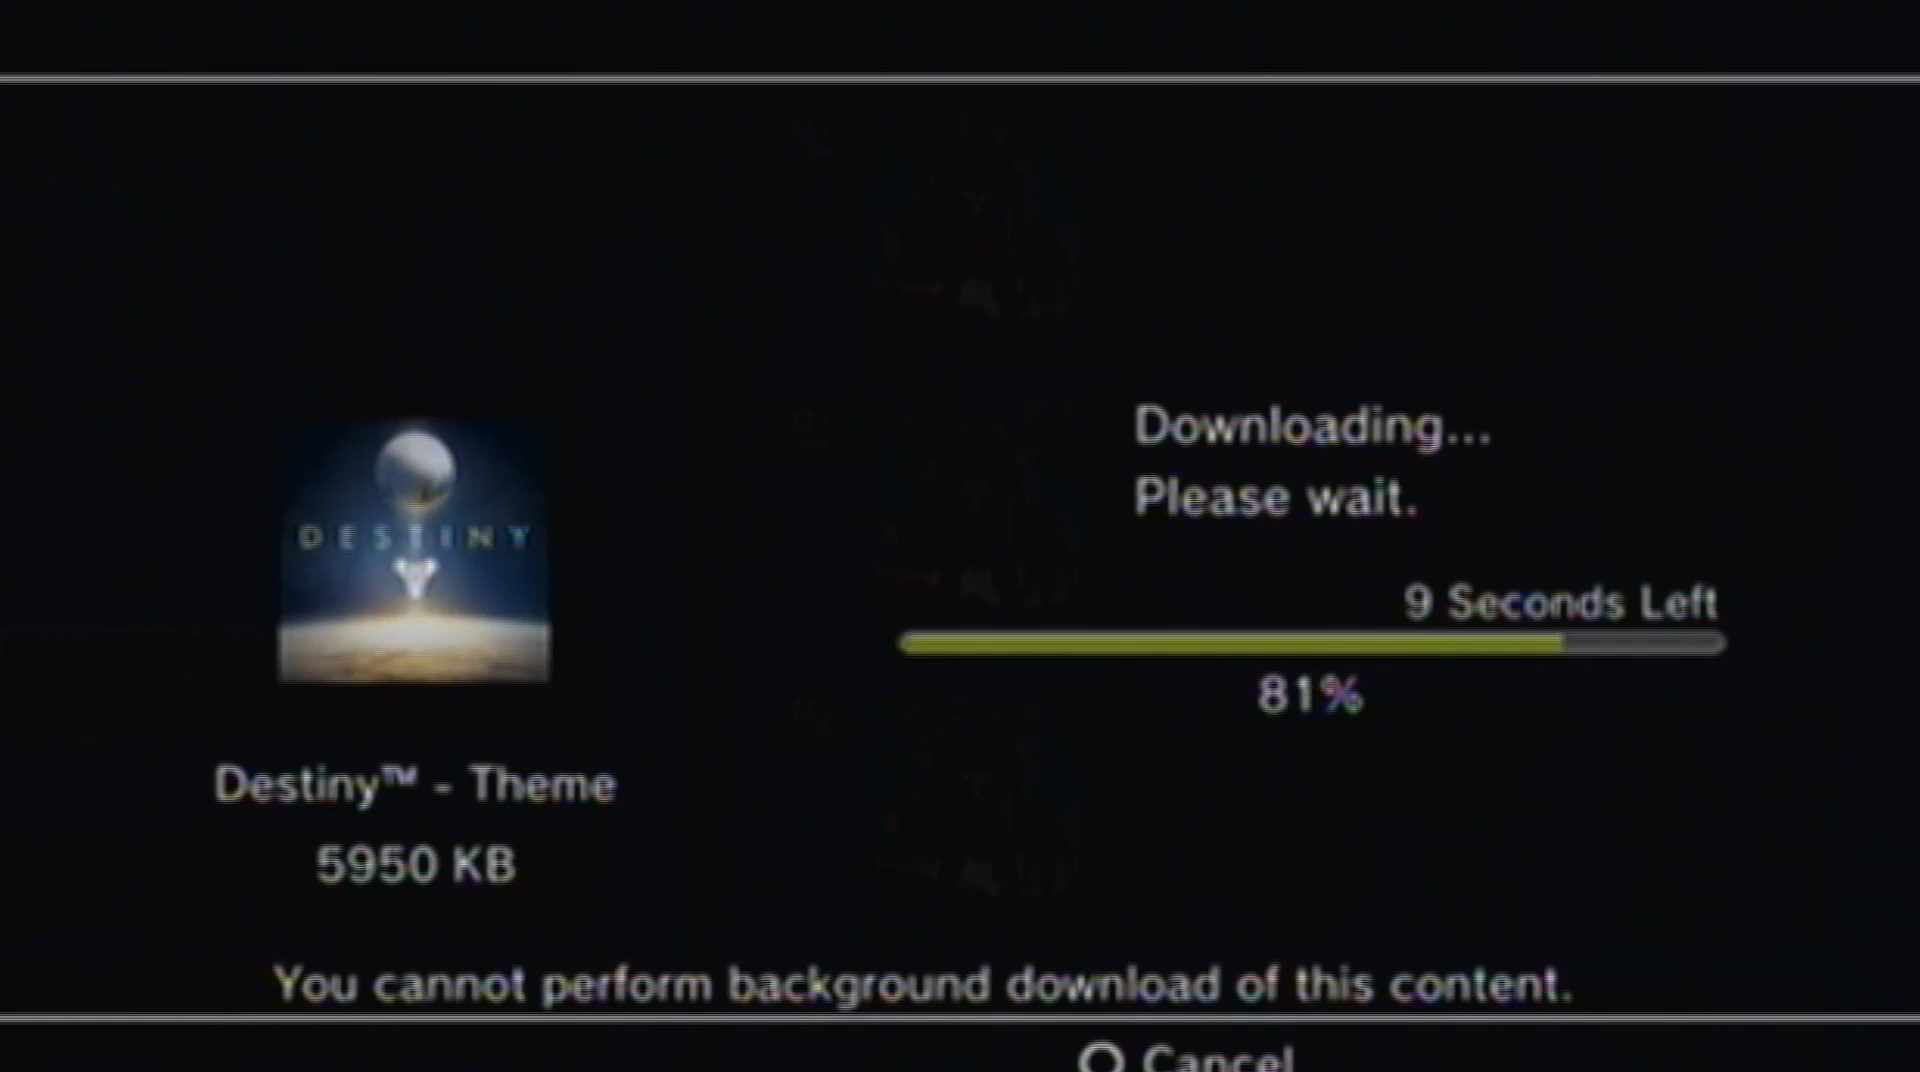 Downloading...
Please wait.
9 Seconds Left
81%
DESTINY
Destiny™ - Theme
5950 KB
You cannot perform background download of this content.
Cancel